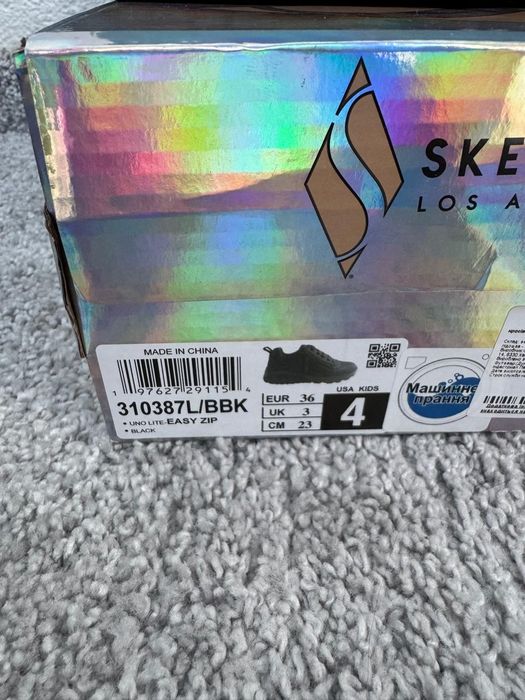 SKE
LOS A
MADE IN CHINA
1 97627 29115 4
310387L/BBK
• UNO LITE-EASY ZIP
• BLACK
EUR 36
UK 3
CM 23
USA KIDS
4
Машинне
прання